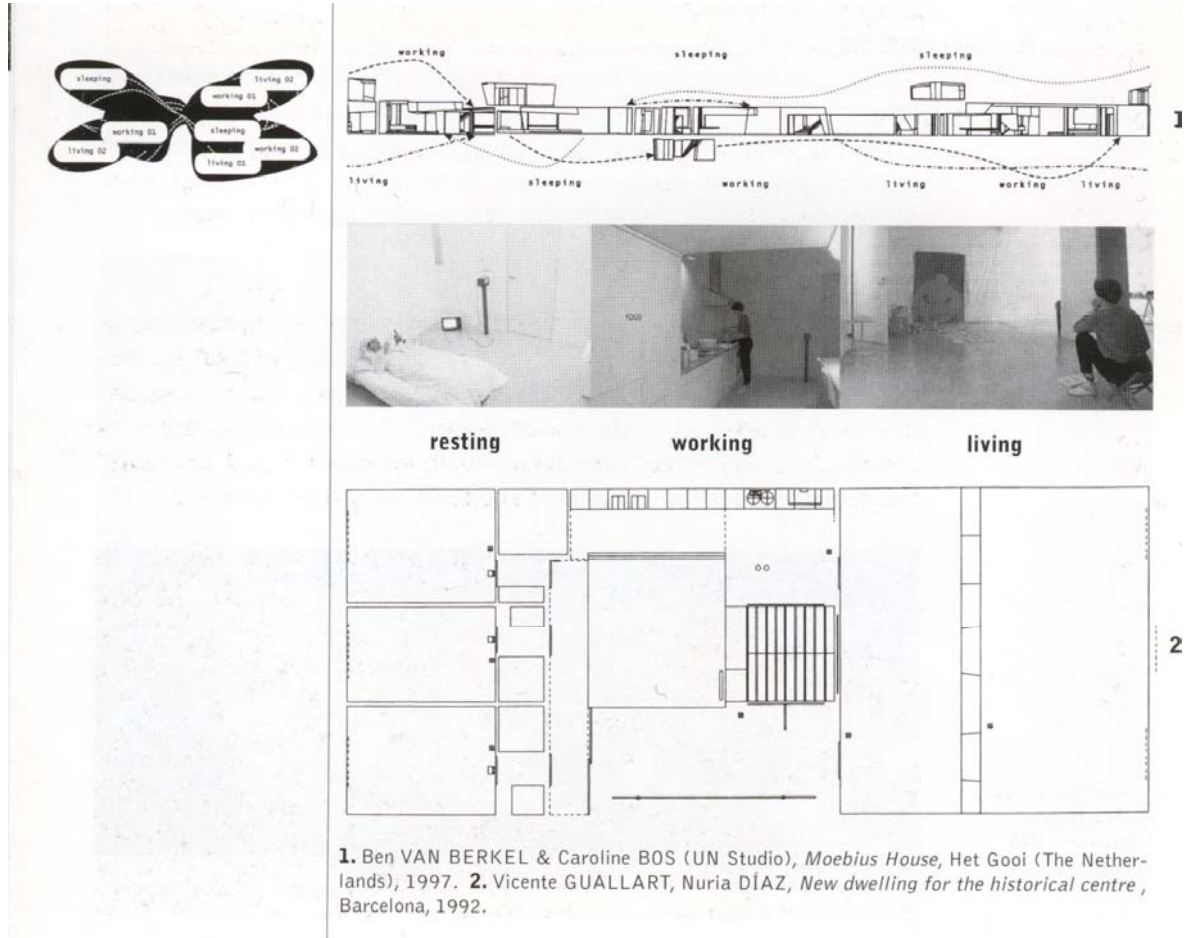 working sleeping sleeping
sleeping
living 02
working 01
working 01
sleeping
living 02
working 02
living 01
1
living sleeping working living working living
FOOD
resting working living
2
1. Ben VAN BERKEL & Caroline BOS (UN Studio), Moebius House, Het Gooi (The Nether-
lands), 1997. 2. Vicente GUALLART, Nuria DÍAZ, New dwelling for the historical centre ,
Barcelona, 1992.